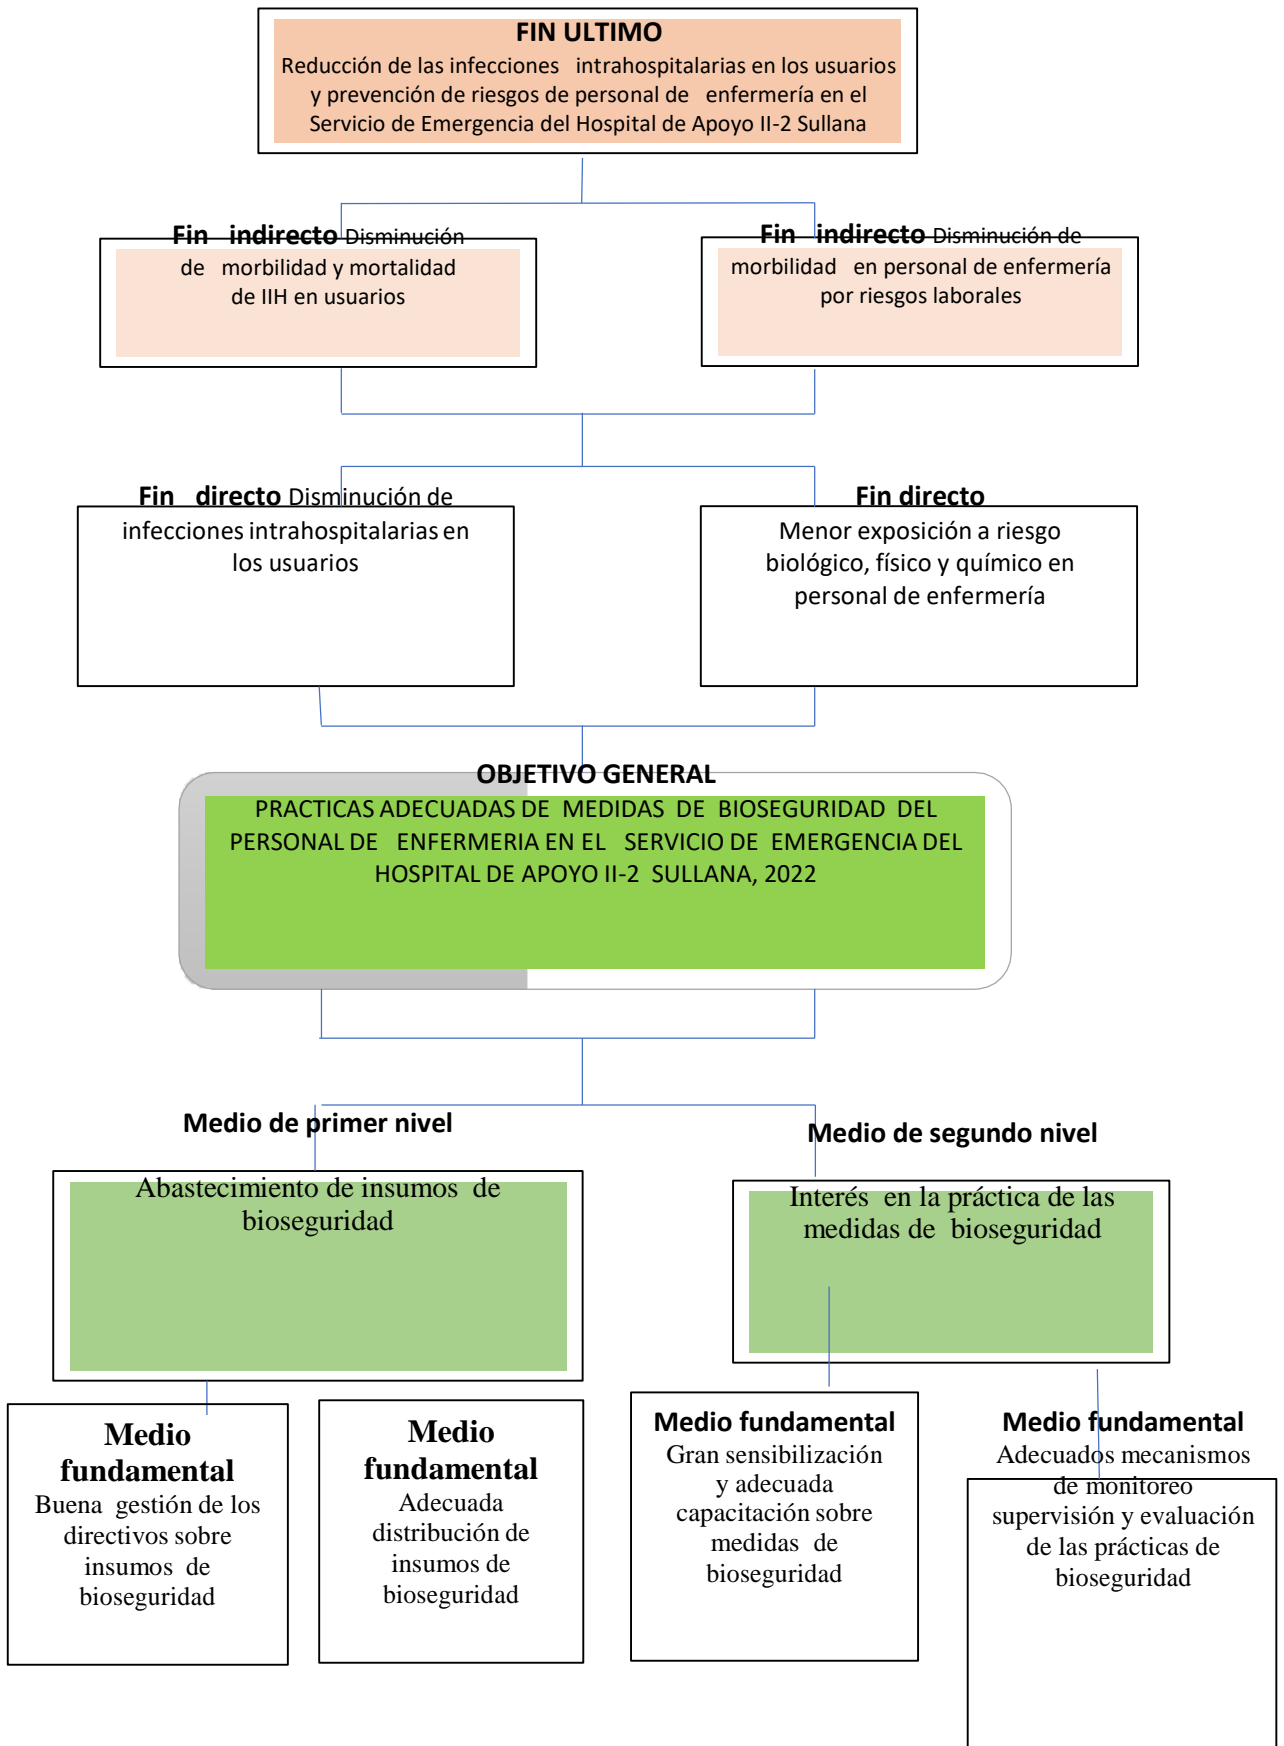 FIN ULTIMO
Reducción de las infecciones intrahospitalarias en los usuarios
y prevención de riesgos de personal de enfermería en el
Servicio de Emergencia del Hospital de Apoyo II-2 Sullana
Fin indirecto Disminución
de morbilidad y mortalidad
de IIH en usuarios
Fin indirecto Disminución de
morbilidad en personal de enfermería
por riesgos laborales
Fin directo Disminución de
infecciones intrahospitalarias en
los usuarios
Fin directo
Menor exposición a riesgo
biológico, físico y químico en
personal de enfermería
OBJETIVO GENERAL
PRACTICAS ADECUADAS DE MEDIDAS DE BIOSEGURIDAD DEL
PERSONAL DE ENFERMERIA EN EL SERVICIO DE EMERGENCIA DEL
HOSPITAL DE APOYO II-2 SULLANA, 2022
Medio de primer nivel
Abastecimiento de insumos de
bioseguridad
Medio de segundo nivel
Interés en la práctica de las
medidas de bioseguridad
Medio
fundamental
Buena gestión de los
directivos sobre
insumos de
bioseguridad
Medio
fundamental
Adecuada
distribución de
insumos de
bioseguridad
Medio fundamental
Gran sensibilización
y adecuada
capacitación sobre
medidas de
bioseguridad
Medio fundamental
Adecuados mecanismos
de monitoreo
supervisión y evaluación
de las prácticas de
bioseguridad